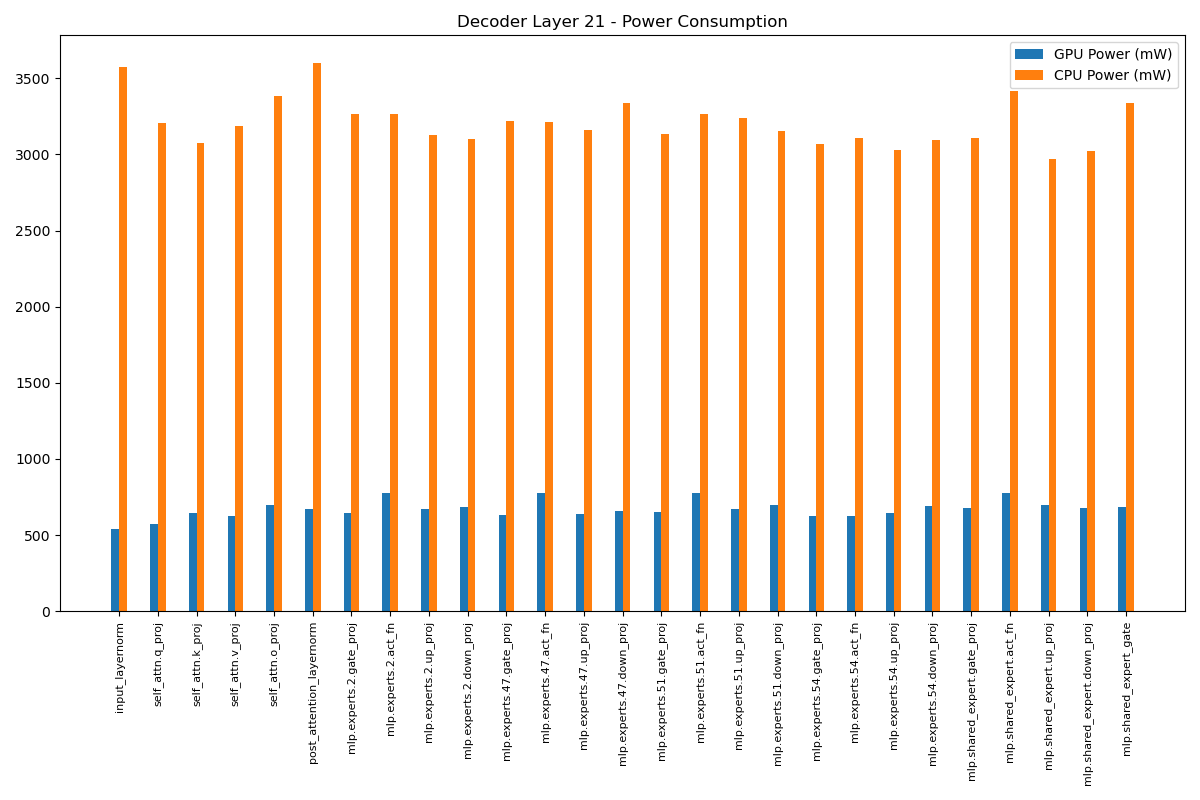 Decoder Layer 21 - Power Consumption
GPU Power (mW)
CPU Power (mW)
3500
3000
2500
2000
1500
1000
500
0
input_layernorm
self_attn.q_proj
self_attn.k_proj
self_attn.v_proj
self_attn.o_proj
post_attention_layernorm
mlp.experts.2.gate_proj
mlp.experts.2.act_fn
mlp.experts.2.up_proj
mlp.experts.2.down_proj
mlp.experts.47.gate_proj
mlp.experts.47.act_fn
mlp.experts.47.up_proj
mlp.experts.47.down_proj
mlp.experts.51.gate_proj
mlp.experts.51.act_fn
mlp.experts.51.up_proj
mlp.experts.51.down_proj
mlp.experts.54.gate_proj
mlp.experts.54.act_fn
mlp.experts.54.up_proj
mlp.experts.54.down_proj
mlp.shared_expert.gate_proj
mlp.shared_expert.act_fn
mlp.shared_expert.up_proj
mlp.shared_expert.down_proj
mlp.shared_expert_gate